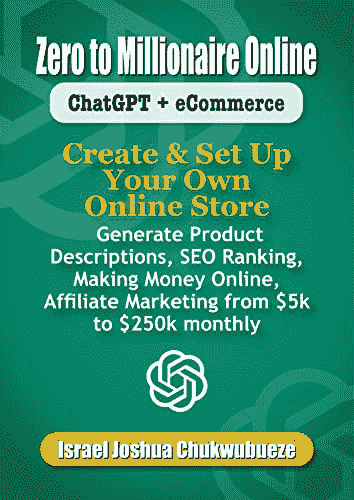 Zero to Millionaire Online
ChatGPT + eCommerce
Create & Set Up
Your Own
Online Store
Generate Product
Descriptions, SEO Ranking,
Making Money Online,
Affiliate Marketing from $5k
to $250k monthly
Israel Joshua Chukwubueze